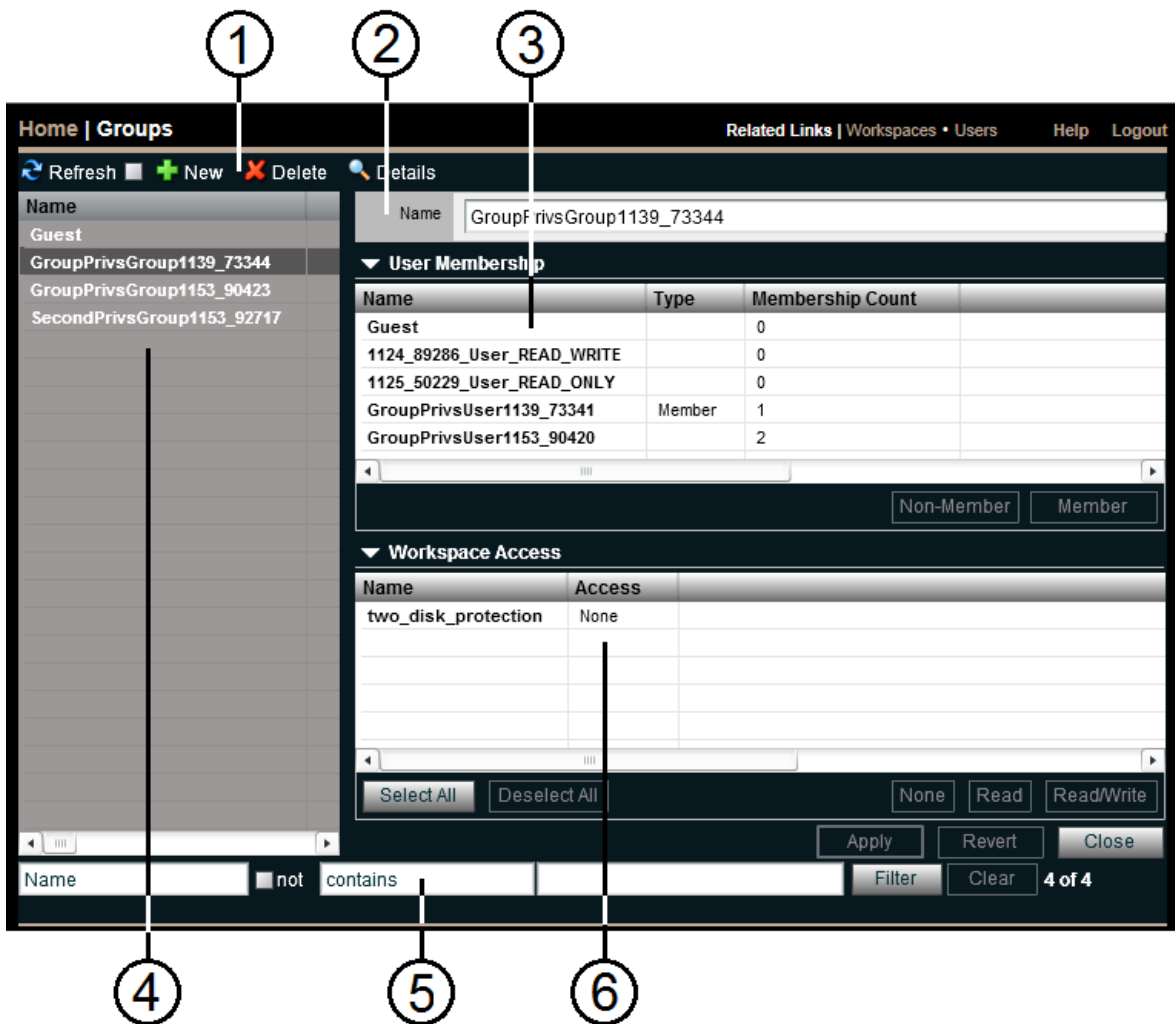 1 2 3
Home | Groups Related Links | Workspaces • Users Help Logout
Refresh New Delete Details
Name
Guest
GroupPrivsGroup1139_73344
GroupPrivsGroup1153_90423
SecondPrivsGroup1153_92717
Name GroupPrivsGroup1139_73344
User Membership
Name Type Membership Count
Guest 0
1124_89286_User_READ_WRITE 0
1125_50229_User_READ_ONLY 0
GroupPrivsUser1139_73341 Member 1
GroupPrivsUser1153_90420 2
Non-Member Member
Workspace Access
Name Access
two_disk_protection None
Select All Deselect All None Read Read/Write
Apply Revert Close
Name not contains Filter Clear 4 of 4
4 5 6